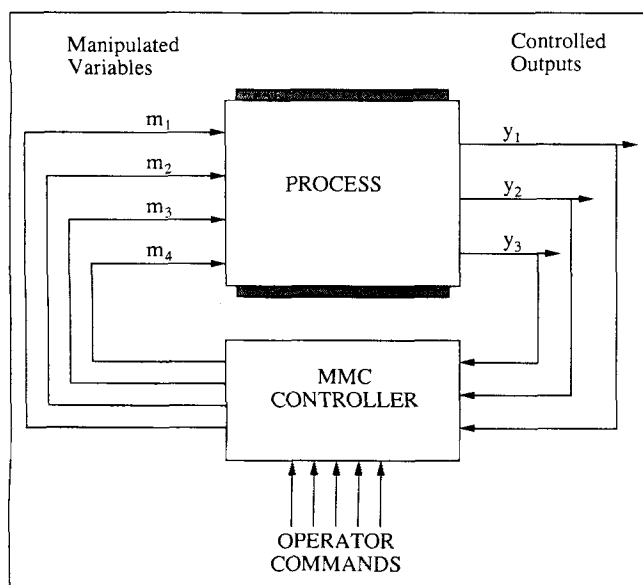 Manipulated
Variables
Controlled
Outputs
m1
m2
m3
m4
PROCESS
y1
y2
y3
MMC
CONTROLLER
OPERATOR
COMMANDS